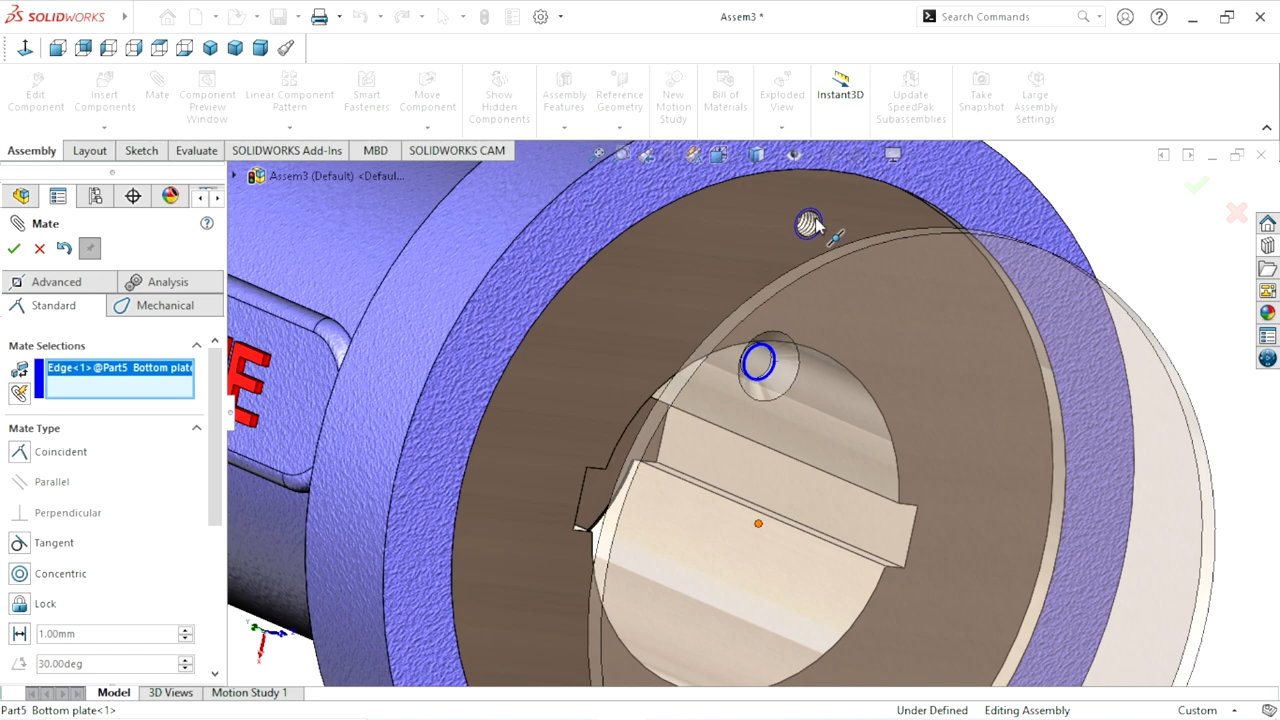 SOLIDWORKS
Assem3 *
Search Commands
Edit Component
Insert Components
Mate
Component Preview Window
Linear Component Pattern
Smart Fasteners
Move Component
Show Hidden Components
Assembly Features
Reference Geometry
New Motion Study
Bill of Materials
Exploded View
Instant3D
Update SpeedPak Subassemblies
Take Snapshot
Large Assembly Settings
Assembly
Layout
Sketch
Evaluate
SOLIDWORKS Add-Ins
MBD
SOLIDWORKS CAM
Assem3 (Default) <Defaul...
Mate
Advanced
Analysis
Standard
Mechanical
Mate Selections
Edge<1>@Part5 Bottom plate
Mate Type
Coincident
Parallel
Perpendicular
Tangent
Concentric
Lock
1.00mm
30.00deg
E
Model
3D Views
Motion Study 1
Part5 Bottom plate<1>
Under Defined
Editing Assembly
Custom